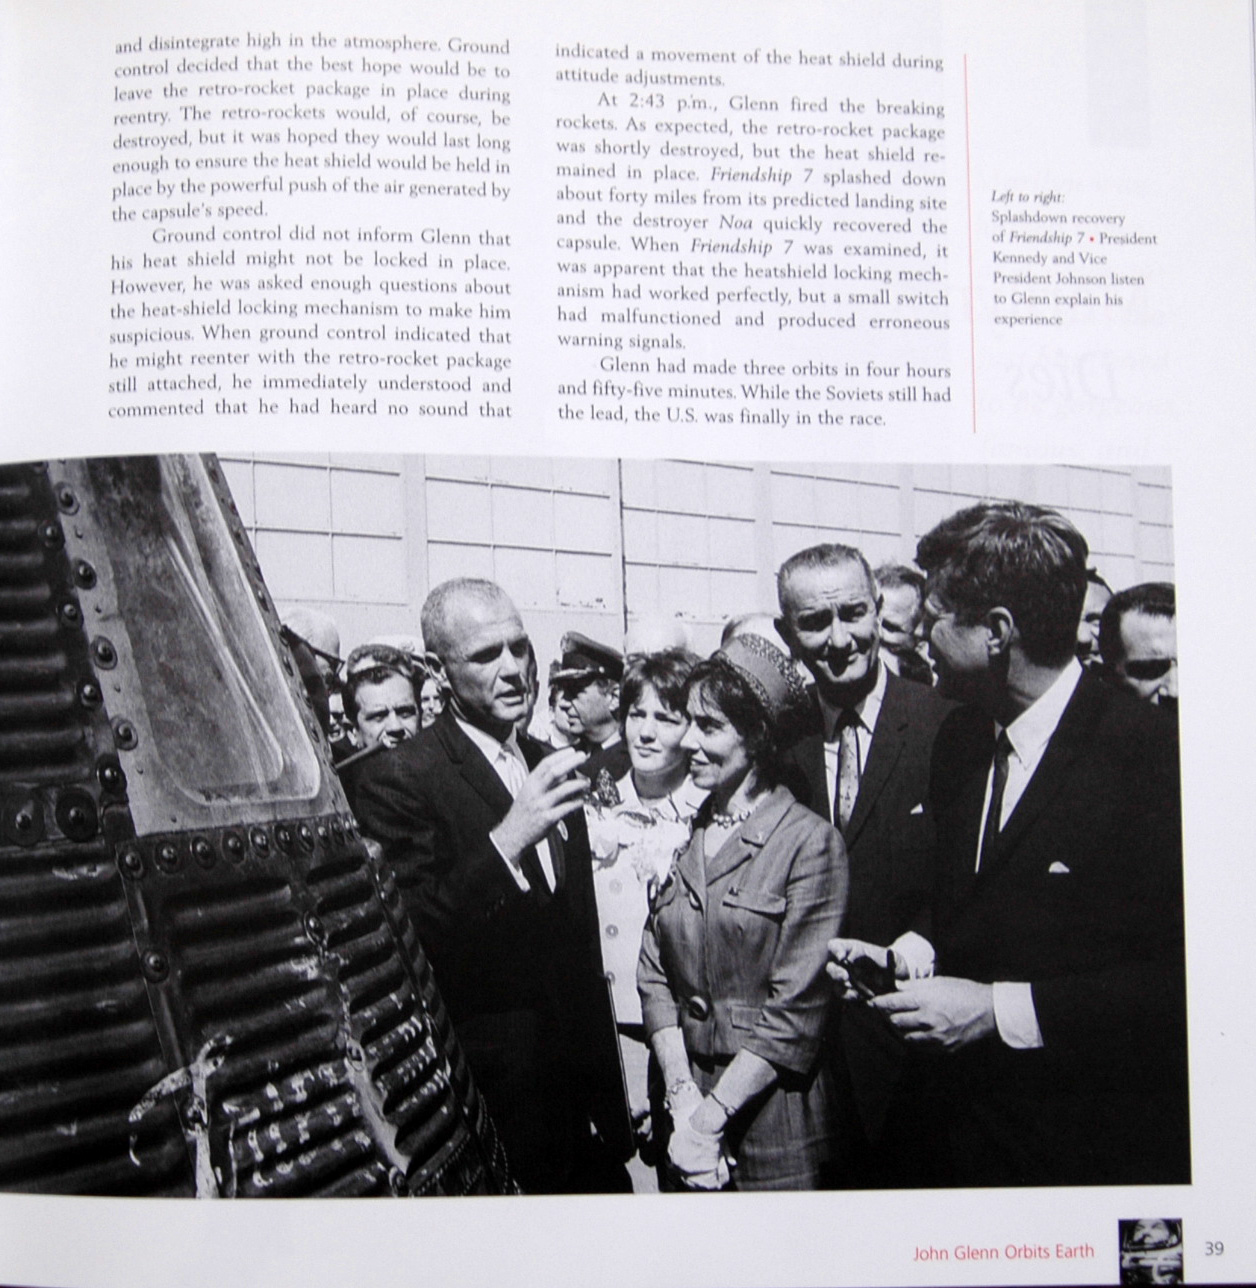 and disintegrate high in the atmosphere. Ground
control decided that the best hope would be to
leave the retro-rocket package in place during
reentry. The retro-rockets would, of course, be
destroyed, but it was hoped they would last long
enough to ensure the heat shield would be held in
place by the powerful push of the air generated by
the capsule's speed.
Ground control did not inform Glenn that
his heat shield might not be locked in place.
However, he was asked enough questions about
the heat-shield locking mechanism to make him
suspicious. When ground control indicated that
he might reenter with the retro-rocket package
still attached, he immediately understood and
commented that he had heard no sound that
indicated a movement of the heat shield during
attitude adjustments.
At 2:43 p.m., Glenn fired the breaking
rockets. As expected, the retro-rocket package
was shortly destroyed, but the heat shield re-
mained in place. Friendship 7 splashed down
about forty miles from its predicted landing site
and the destroyer Noa quickly recovered the
capsule. When Friendship 7 was examined, it
was apparent that the heatshield locking mech-
anism had worked perfectly, but a small switch
had malfunctioned and produced erroneous
warning signals.
Glenn had made three orbits in four hours
and fifty-five minutes. While the Soviets still had
the lead, the U.S. was finally in the race.
Left to right:
Splashdown recovery
of Friendship 7 • President
Kennedy and Vice
President Johnson listen
to Glenn explain his
experience
John Glenn Orbits Earth 39